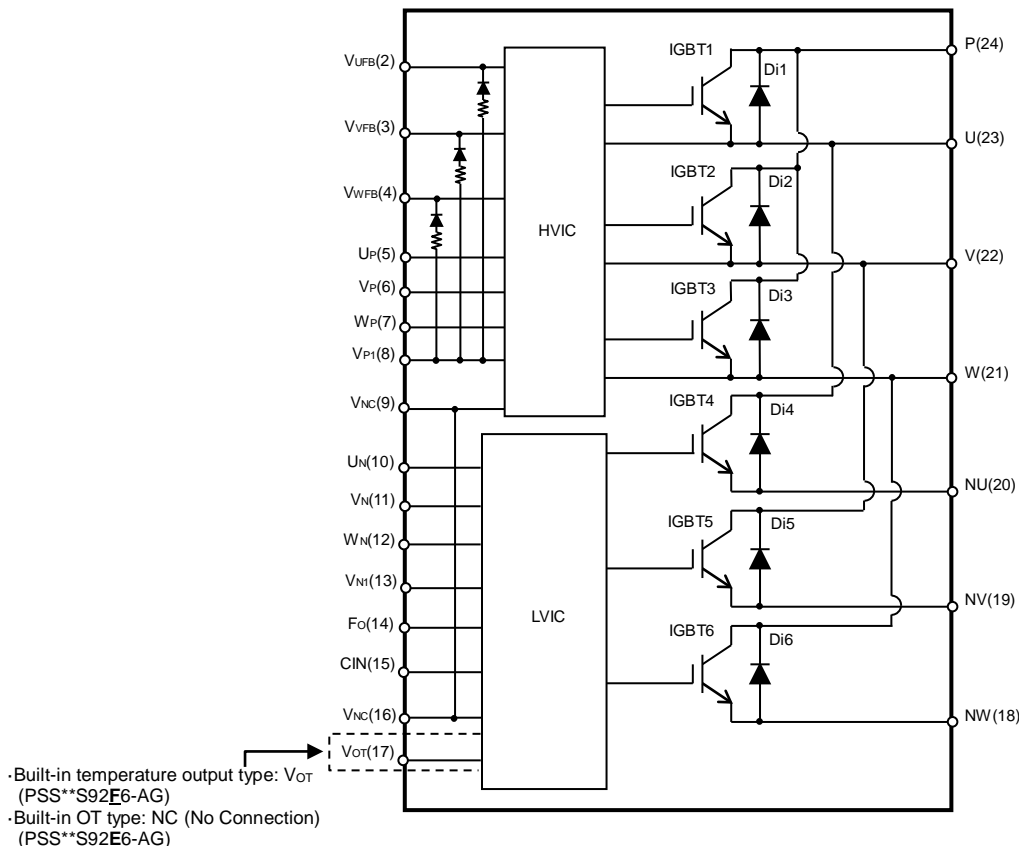 VUFB(2)
VVFB(3)
VWFB(4)
UP(5)
VP(6)
WP(7)
VP1(8)
VNC(9)
UN(10)
VN(11)
WN(12)
VN1(13)
FO(14)
CIN(15)
VNC(16)
VOT(17)
HVIC
LVIC
IGBT1
Di1
IGBT2
Di2
IGBT3
Di3
IGBT4
Di4
IGBT5
Di5
IGBT6
Di6
P(24)
U(23)
V(22)
W(21)
NU(20)
NV(19)
NW(18)
·Built-in temperature output type: VOT
(PSS**S92F6-AG)
·Built-in OT type: NC (No Connection)
(PSS**S92E6-AG)